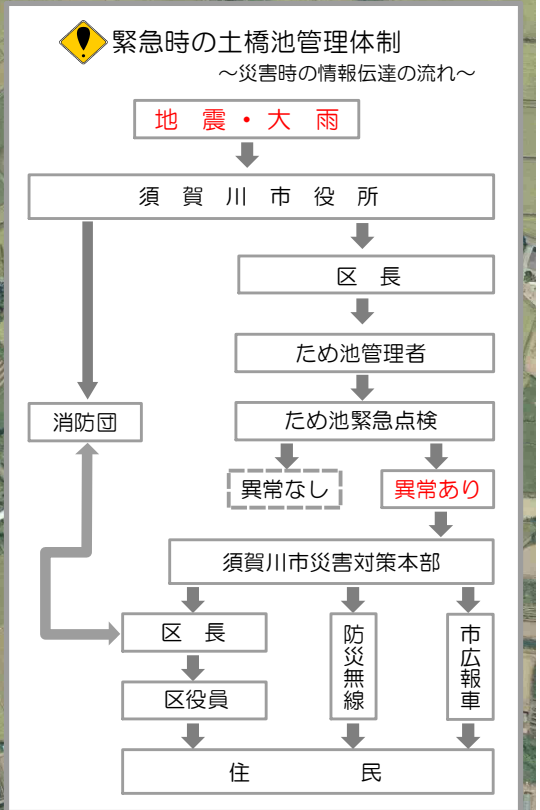 緊急時の土橋池管理体制
～災害時の情報伝達の流れ～
地 震・大 雨
須 賀 川 市 役 所
区 長
ため池管理者
消防団
ため池緊急点検
異常なし
異常あり
須賀川市災害対策本部
区 長
防災無線
市広報車
区役員
住 民